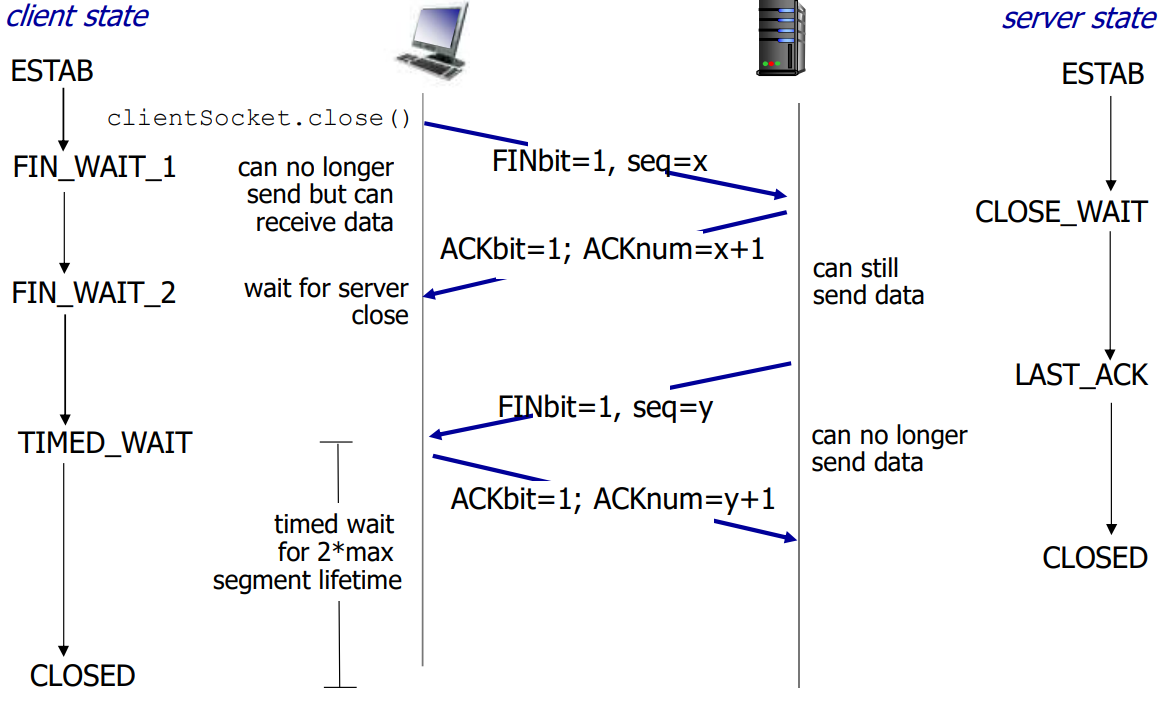 client state
server state
ESTAB
ESTAB
clientSocket.close()
FINbit=1, seq=x
FIN_WAIT_1
can no longer
send but can
receive data
CLOSE_WAIT
ACKbit=1; ACKnum=x+1
can still
send data
FIN_WAIT_2
wait for server
close
LAST_ACK
FINbit=1, seq=y
can no longer
send data
TIMED_WAIT
ACKbit=1; ACKnum=y+1
timed wait
for 2*max
segment lifetime
CLOSED
CLOSED